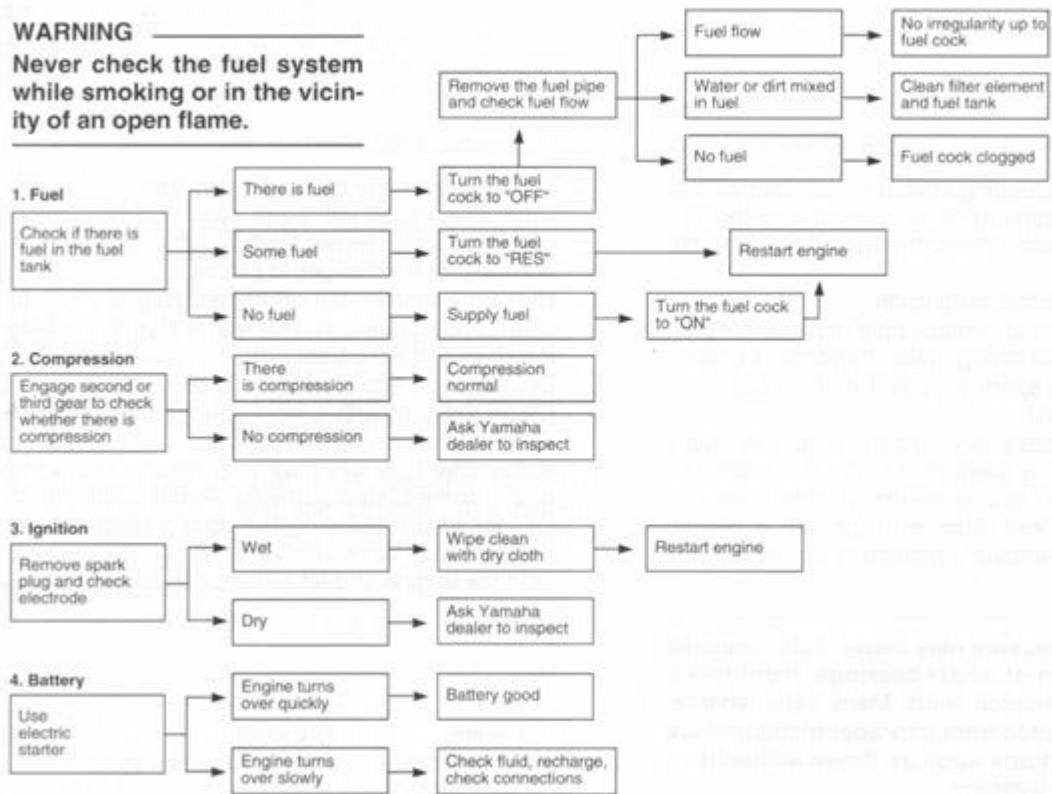 WARNING
Never check the fuel system
while smoking or in the vicin-
ity of an open flame.
Remove the fuel pipe
and check fuel flow
Fuel flow
No irregularity up to
fuel cock
Water or dirt mixed
in fuel
Clean filter element
and fuel tank
No fuel
Fuel cock clogged
1. Fuel
Check if there is
fuel in the fuel
tank
There is fuel
Turn the fuel
cock to "OFF"
Some fuel
Turn the fuel
cock to "RES"
Restart engine
No fuel
Supply fuel
Turn the fuel cock
to "ON"
2. Compression
Engage second or
third gear to check
whether there is
compression
There
is compression
Compression
normal
No compression
Ask Yamaha
dealer to inspect
3. Ignition
Remove spark
plug and check
electrode
Wet
Wipe clean
with dry cloth
Restart engine
Dry
Ask Yamaha
dealer to inspect
4. Battery
Use
electric
starter
Engine turns
over quickly
Battery good
Engine turns
over slowly
Check fluid, recharge,
check connections